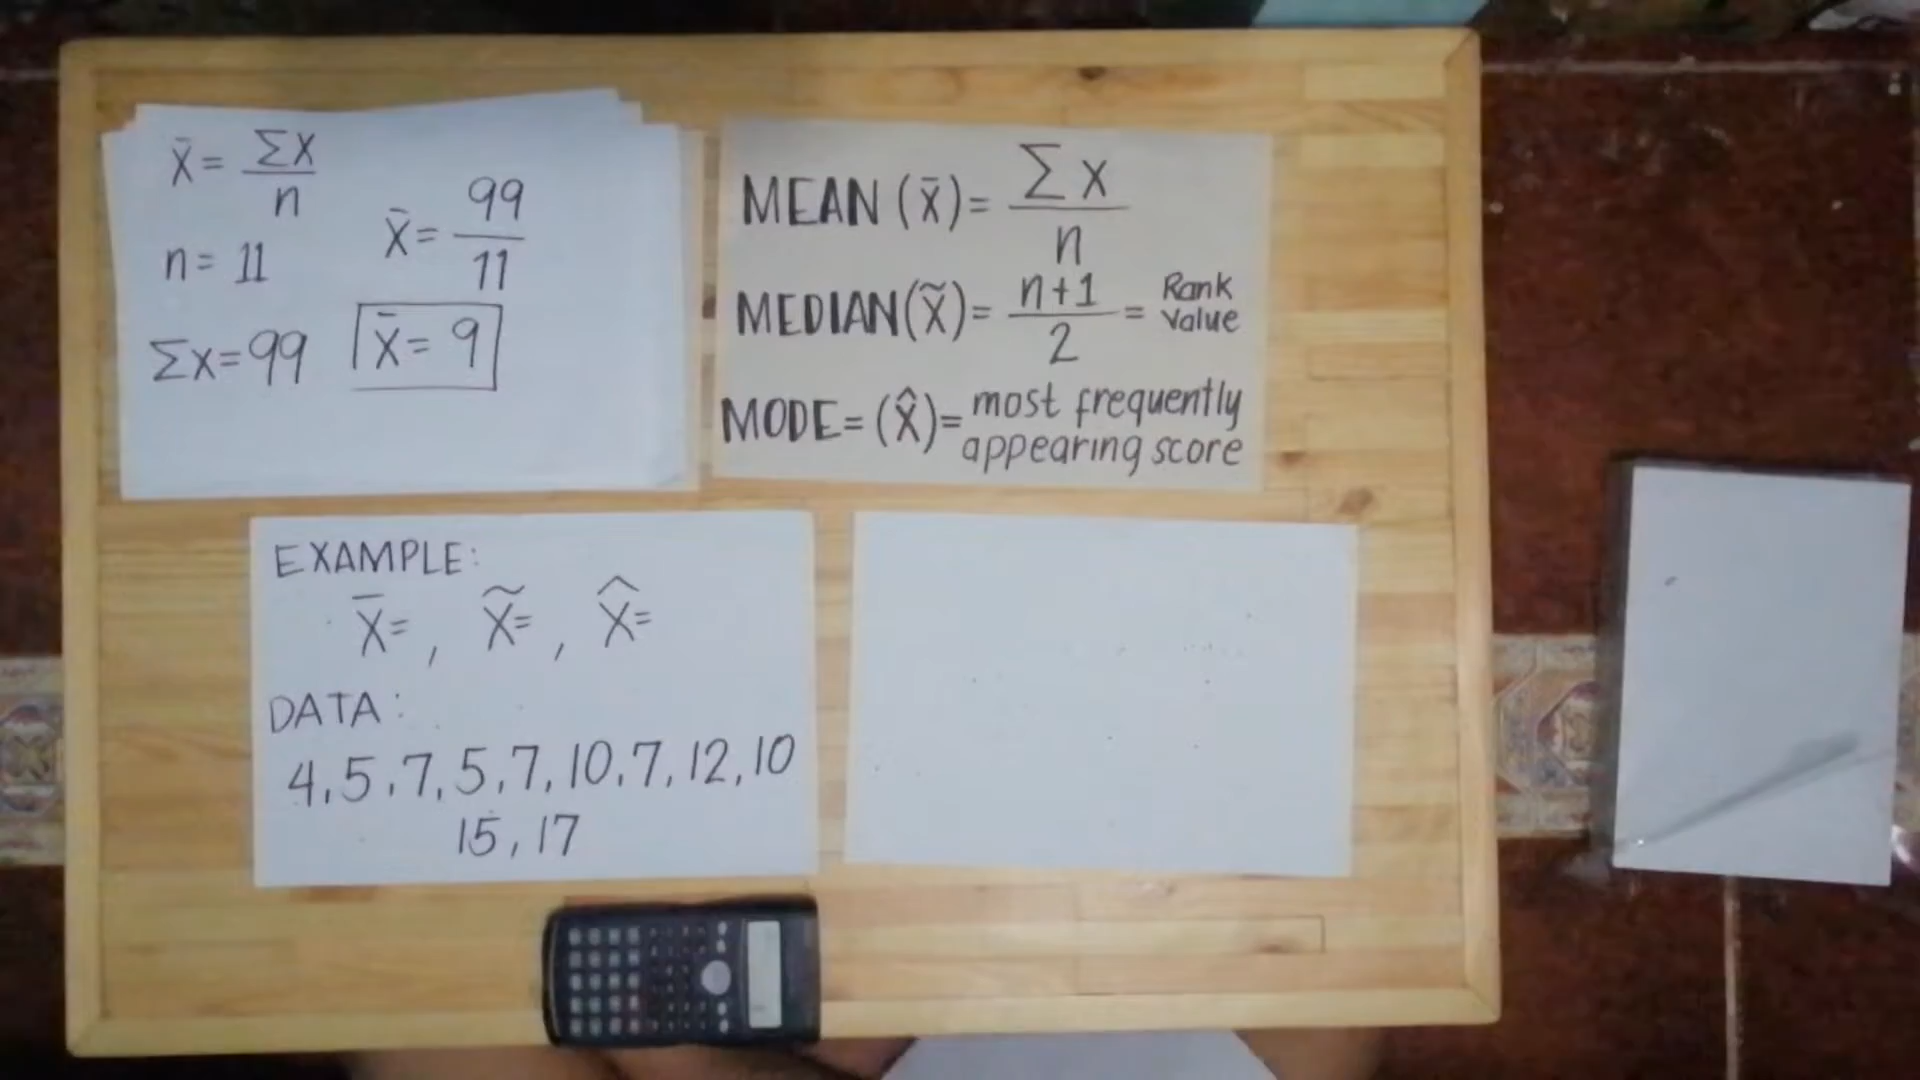 x̄ = Σx/n
n = 11
Σx = 99
x̄ = 99/11
x̄ = 9
MEAN (x̄) = Σx/n
MEDIAN (x̃) = n+1/2 = Rank Value
MODE = (x̂) = most frequently
appearing score
EXAMPLE:
x̄= , x̃= , x̂=
DATA:
4, 5, 7, 5, 7, 10, 7, 12, 10
15, 17